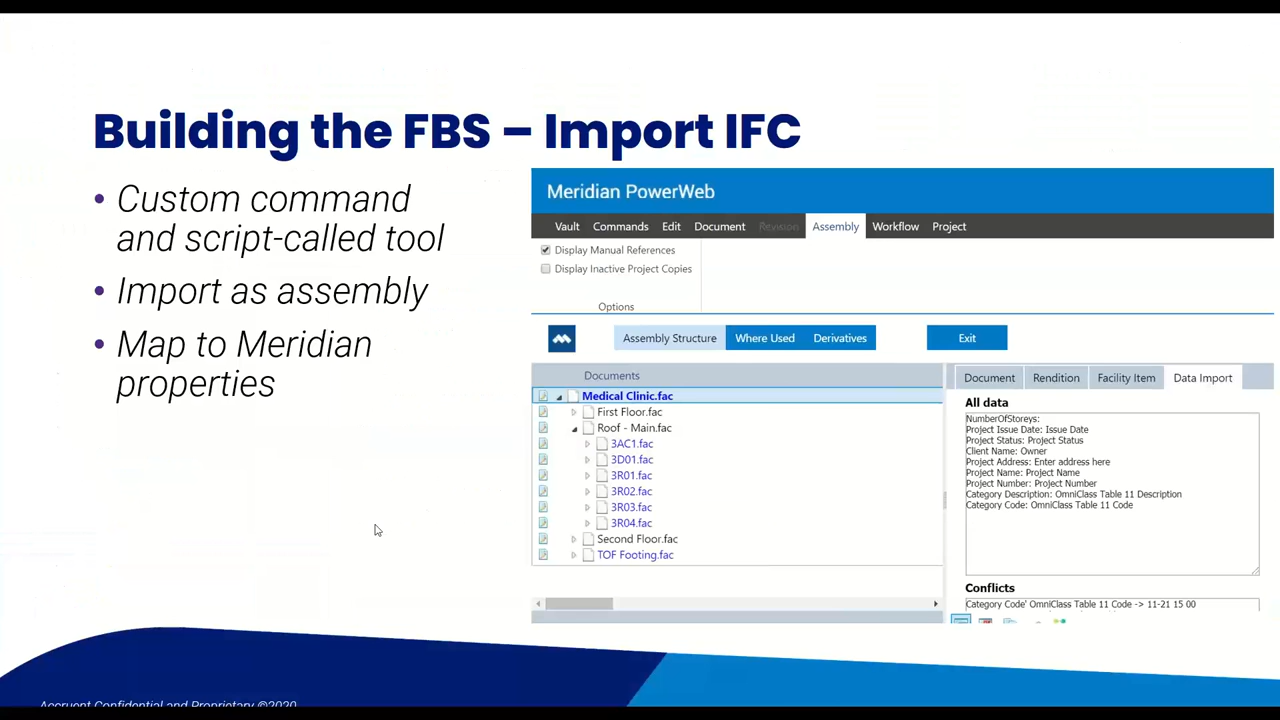 Building the FBS – Import IFC
• Custom command
and script-called tool
• Import as assembly
• Map to Meridian
properties
Meridian PowerWeb
Vault Commands Edit Document Revision Assembly Workflow Project
Display Manual References
Display Inactive Project Copies
Options
Assembly Structure Where Used Derivatives Exit
Documents
Medical Clinic.fac
First Floor.fac
Roof - Main.fac
3AC1.fac
3D01.fac
3R01.fac
3R02.fac
3R03.fac
3R04.fac
Second Floor.fac
TOF Footing.fac
Document Rendition Facility Item Data Import
All data
NumberOfStoreys:
Project Issue Date: Issue Date
Project Status: Project Status
Client Name: Owner
Project Address: Enter address here
Project Name: Project Name
Project Number: Project Number
Category Description: OmniClass Table 11 Description
Category Code: OmniClass Table 11 Code
Conflicts
Category Code' OmniClass Table 11 Code -> 11-21 15 00
Accruent Confidential and Proprietary ©2020